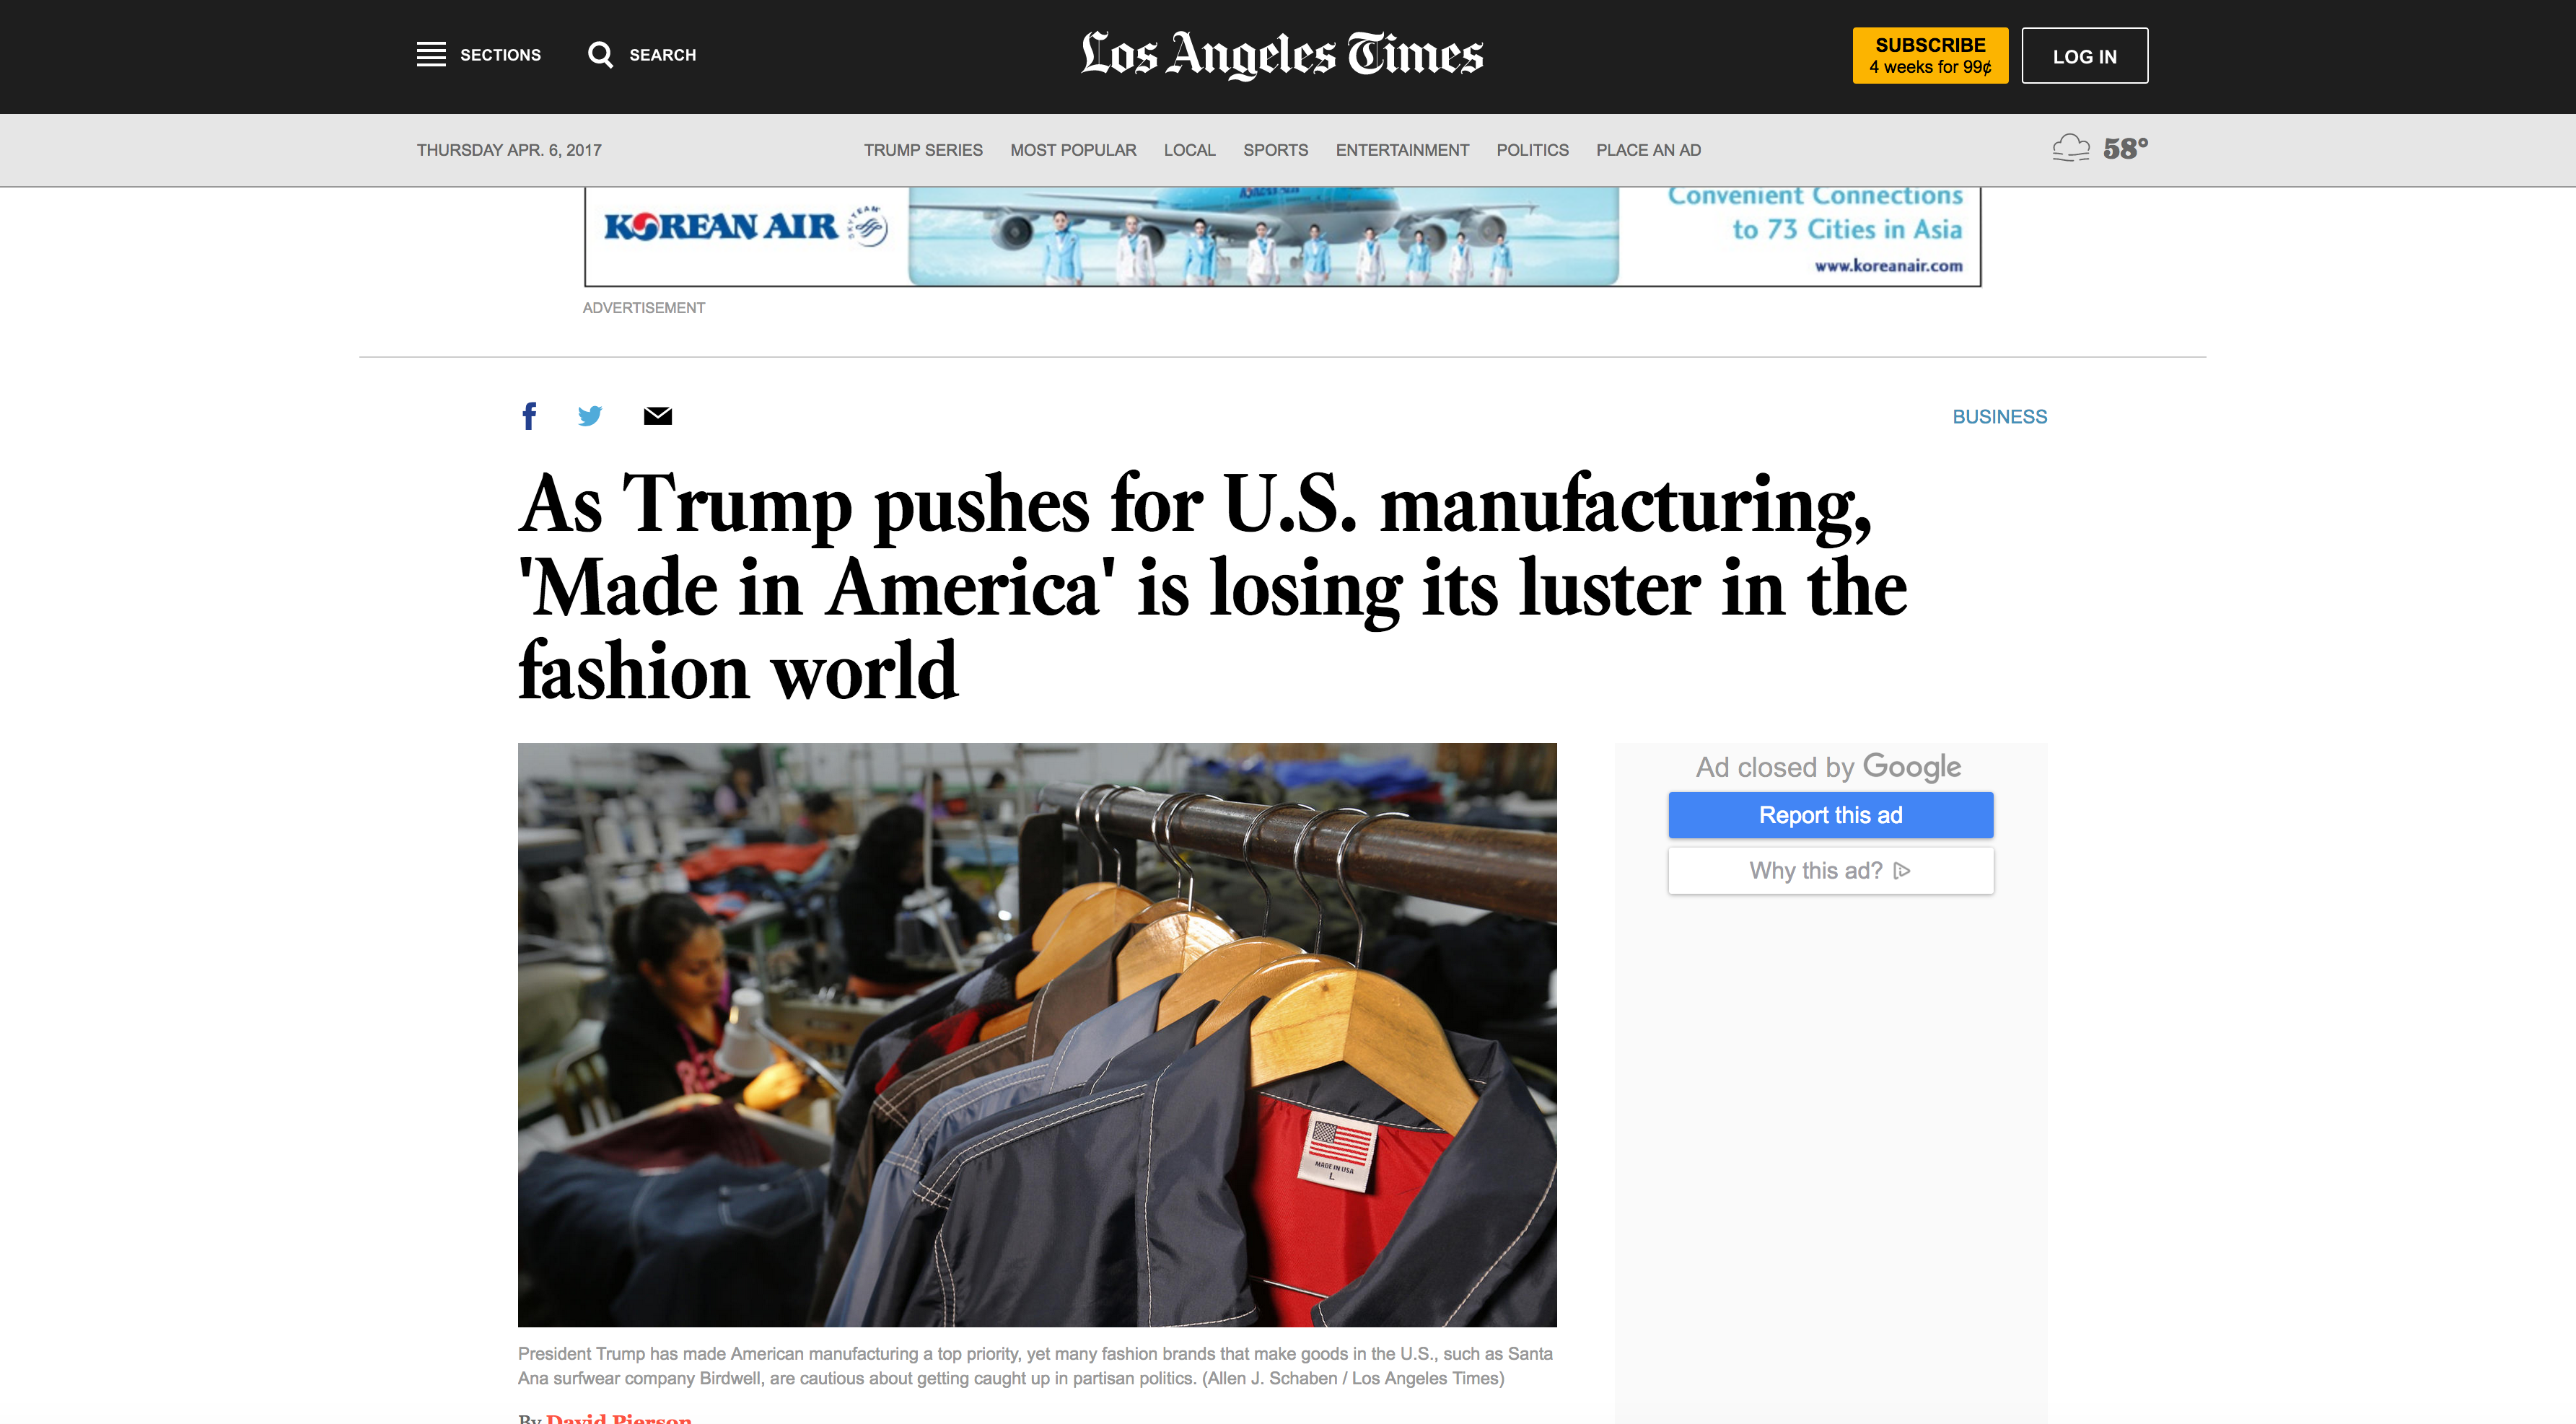 SECTIONS
SEARCH
Los Angeles Times
SUBSCRIBE
4 weeks for 99¢
LOG IN
THURSDAY APR. 6, 2017
TRUMP SERIES
MOST POPULAR
LOCAL
SPORTS
ENTERTAINMENT
POLITICS
PLACE AN AD
58°
KOREAN AIR
SKYTEAM
Convenient Connections
to 73 Cities in Asia
www.koreanair.com
ADVERTISEMENT
f
BUSINESS
As Trump pushes for U.S. manufacturing,
'Made in America' is losing its luster in the
fashion world
Ad closed by Google
Report this ad
Why this ad?
MADE IN USA
L
President Trump has made American manufacturing a top priority, yet many fashion brands that make goods in the U.S., such as Santa
Ana surfwear company Birdwell, are cautious about getting caught up in partisan politics. (Allen J. Schaben / Los Angeles Times)
By David Pierson